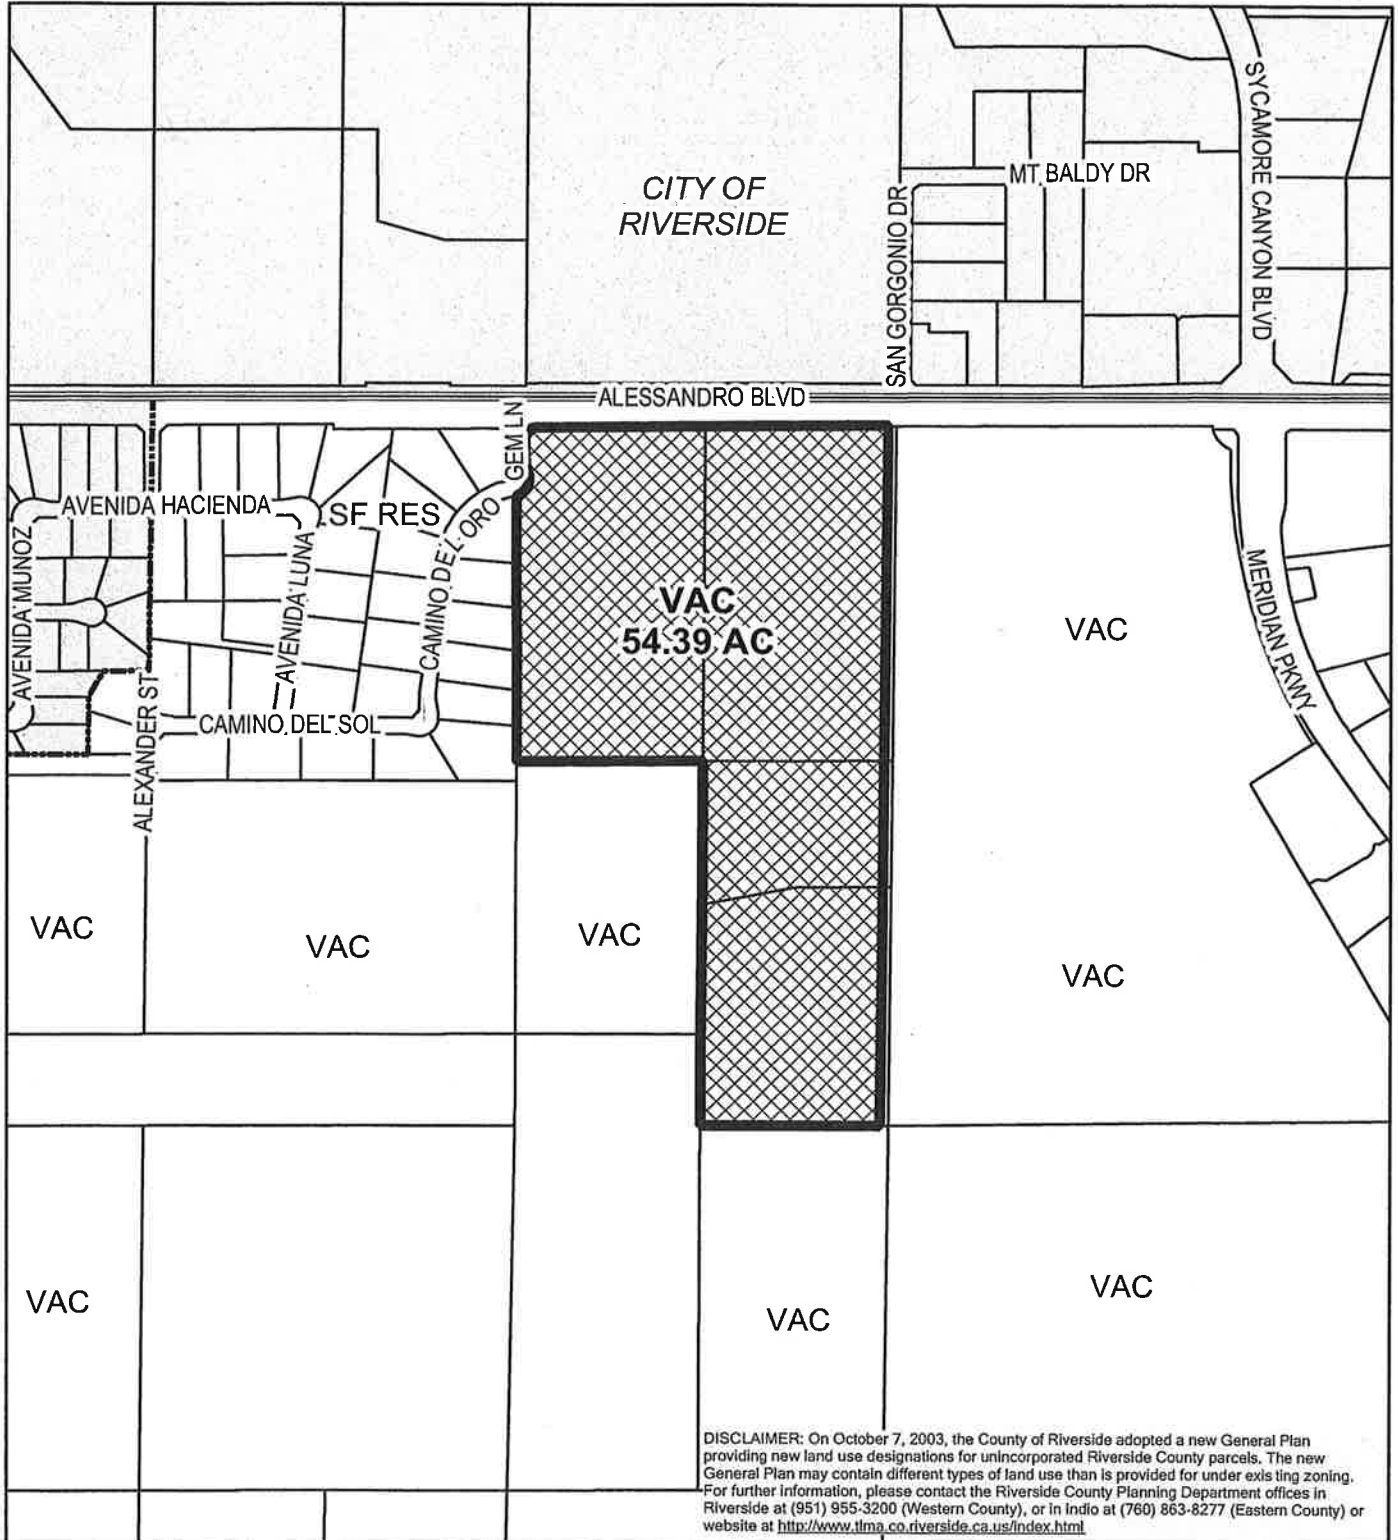 CITY OF
RIVERSIDE
MT BALDY DR
SYCAMORE CANYON BLVD
SAN GORGONIO DR
ALESSANDRO BLVD
GEM LN
AVENIDA HACIENDA
SF RES
CAMINO DEL ORO
AVENIDA MUNOZ
AVENIDA LUNA
VAC
54.39 AC
VAC
MERIDIAN PKWY
ALEXANDER ST
CAMINO DEL SOL
VAC
VAC
VAC
VAC
VAC
VAC
VAC
DISCLAIMER: On October 7, 2003, the County of Riverside adopted a new General Plan
providing new land use designations for unincorporated Riverside County parcels. The new
General Plan may contain different types of land use than is provided for under existing zoning.
For further information, please contact the Riverside County Planning Department offices in
Riverside at (951) 955-3200 (Western County), or in Indio at (760) 863-8277 (Eastern County) or
website at http://www.tlma.co.riverside.ca.us/index.html